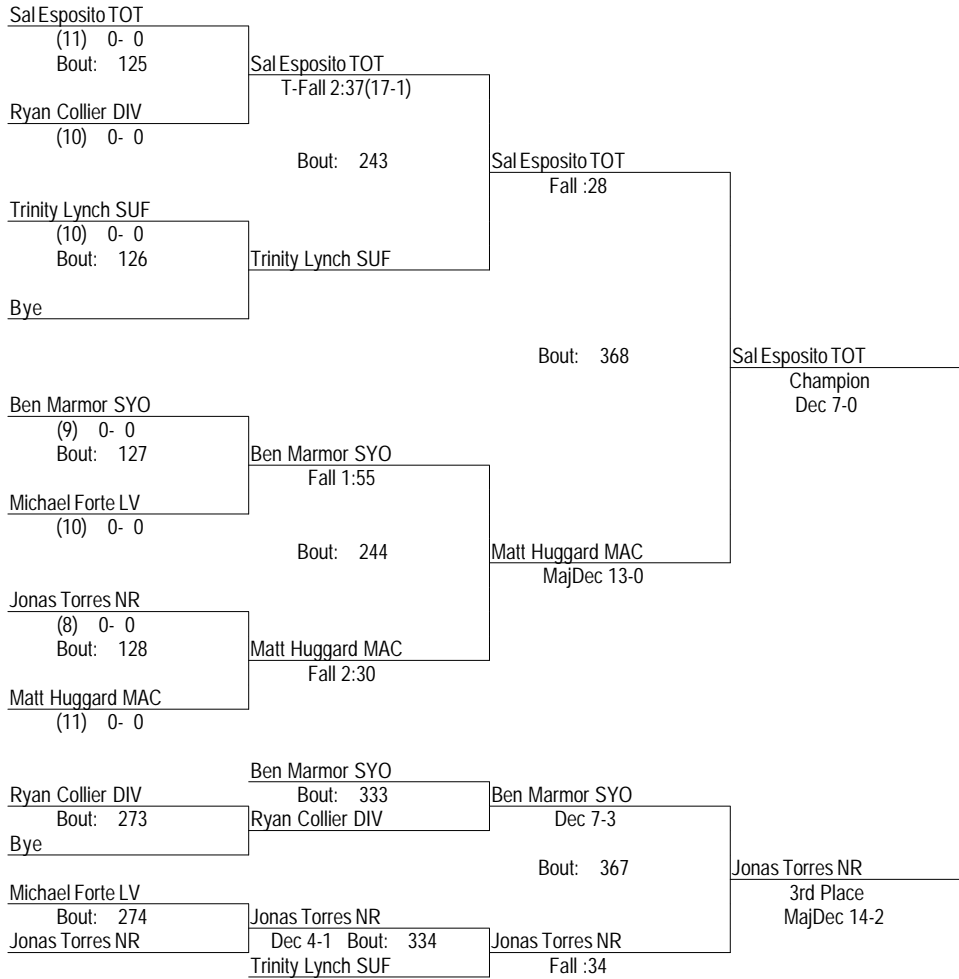 Sal Esposito TOT
(11) 0- 0
Bout: 125
Sal Esposito TOT
T-Fall 2:37(17-1)
Ryan Collier DIV
(10) 0- 0
Bout: 243
Sal Esposito TOT
Fall :28
Trinity Lynch SUF
(10) 0- 0
Bout: 126
Trinity Lynch SUF
Bye
Bout: 368
Sal Esposito TOT
Champion
Dec 7-0
Ben Marmor SYO
(9) 0- 0
Bout: 127
Ben Marmor SYO
Fall 1:55
Michael Forte LV
(10) 0- 0
Bout: 244
Matt Huggard MAC
MajDec 13-0
Jonas Torres NR
(8) 0- 0
Bout: 128
Matt Huggard MAC
Fall 2:30
Matt Huggard MAC
(11) 0- 0
Ben Marmor SYO
Ryan Collier DIV
Bout: 333
Ben Marmor SYO
Bout: 273
Ryan Collier DIV
Dec 7-3
Bye
Bout: 367
Jonas Torres NR
3rd Place
MajDec 14-2
Michael Forte LV
Bout: 274
Jonas Torres NR
Jonas Torres NR
Dec 4-1 Bout: 334
Jonas Torres NR
Trinity Lynch SUF
Fall :34